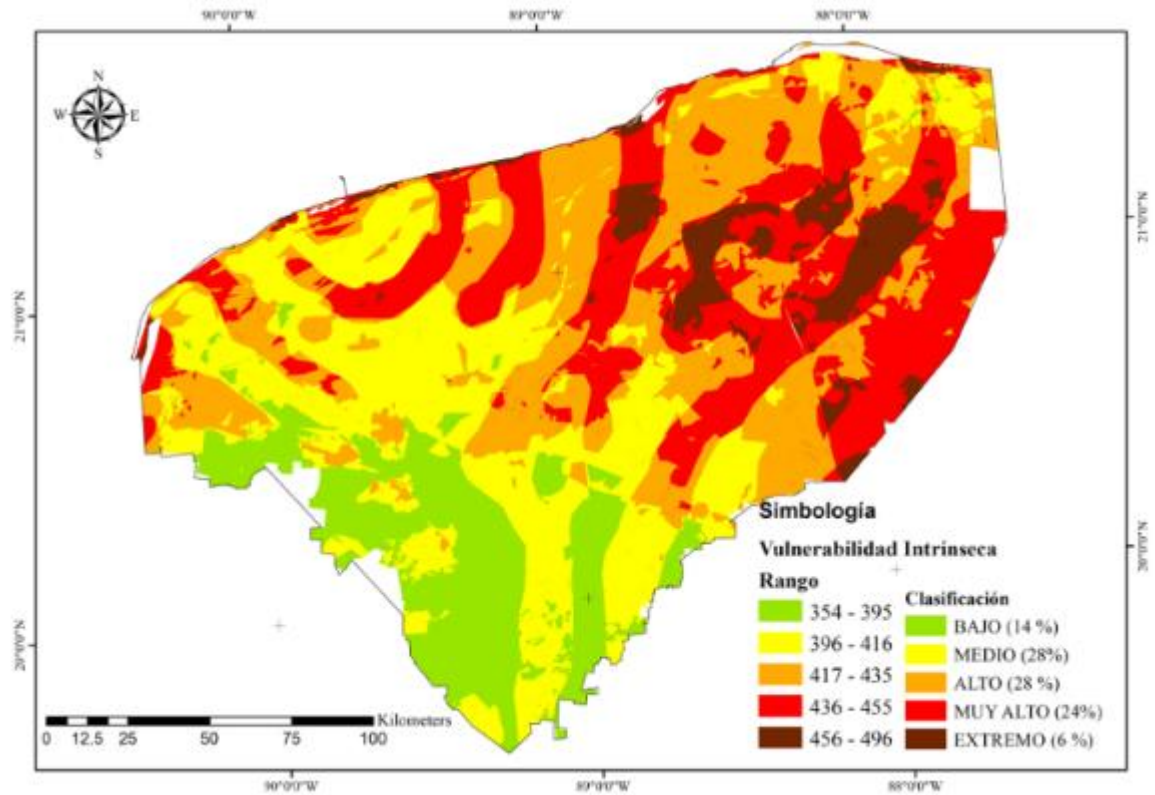 90°0'0"W 89°0'0"W 88°0'0"W
N
W E
S
21°0'0"N
21°0'0"N
20°0'0"N
20°0'0"N
Simbología
Vulnerabilidad Intrínseca
Rango
354 - 395
396 - 416
417 - 435
436 - 455
456 - 496
Clasificación
BAJO (14 %)
MEDIO (28%)
ALTO (28 %)
MUY ALTO (24%)
EXTREMO (6 %)
Kilometers
0 12.5 25 50 75 100
90°0'0"W 89°0'0"W 88°0'0"W